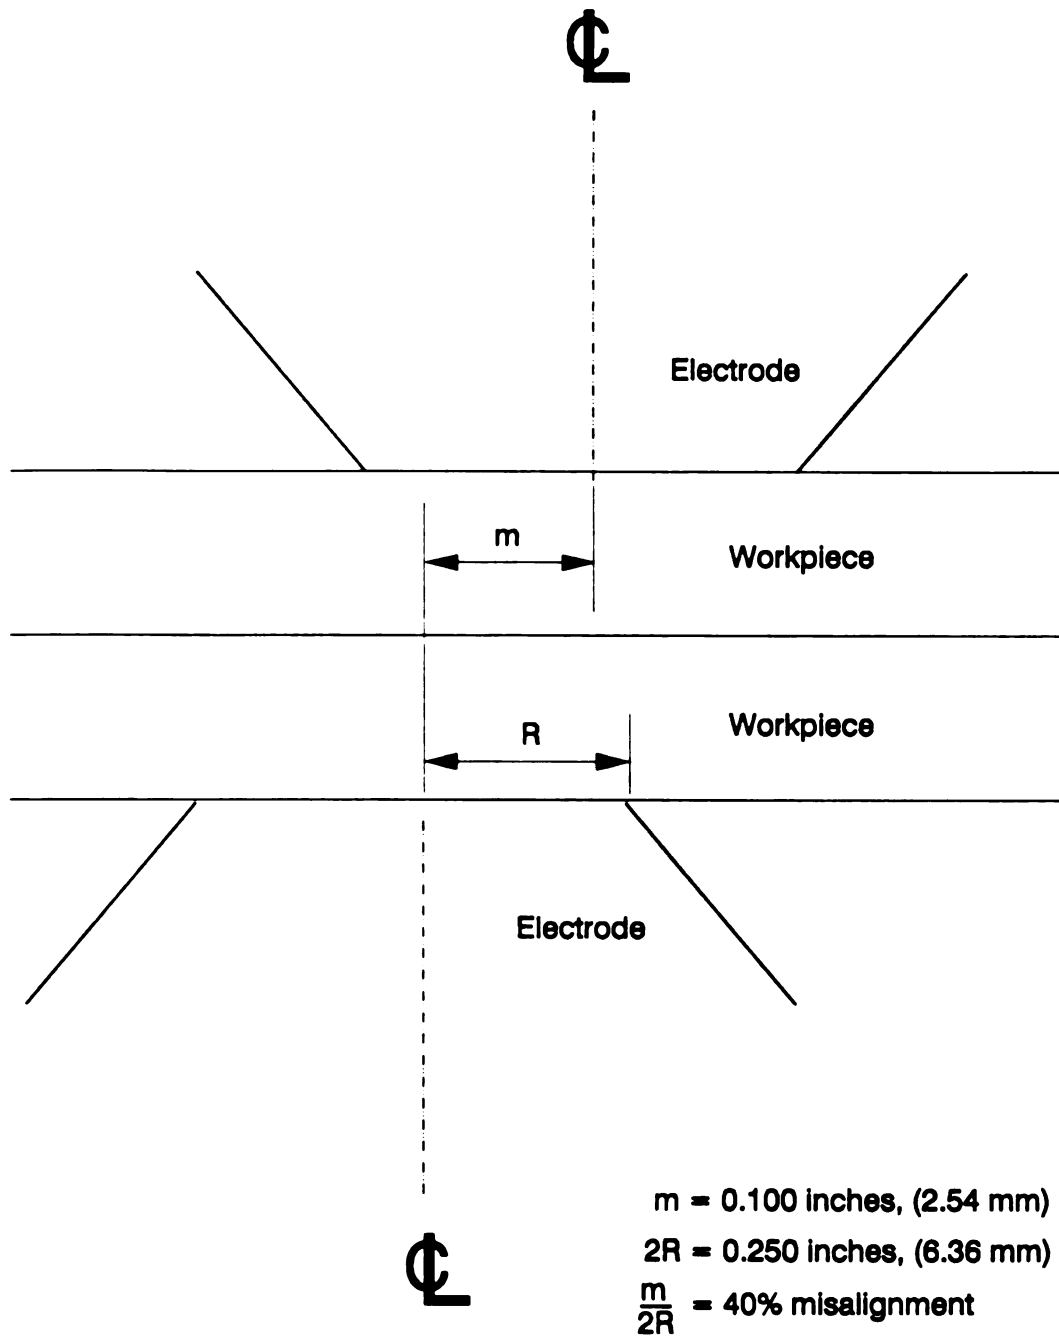 ℄
Electrode
m
Workpiece
R
Workpiece
Electrode
℄
m = 0.100 inches, (2.54 mm)
2R = 0.250 inches, (6.36 mm)
m/2R = 40% misalignment